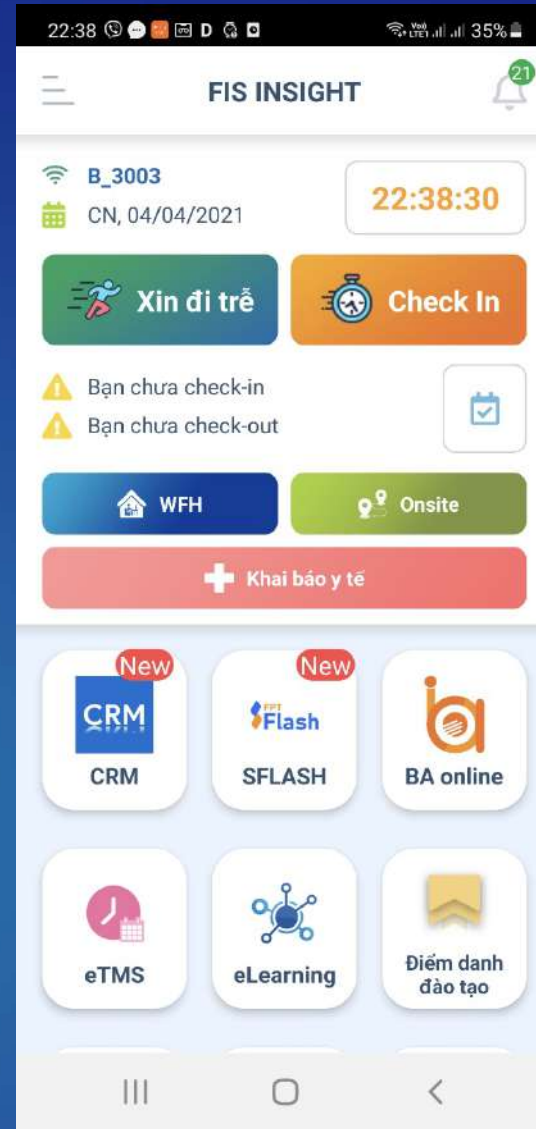 22:38 D VoD LTE1 35%
FIS INSIGHT
21
B_3003
CN, 04/04/2021
22:38:30
Xin đi trễ
Check In
Bạn chưa check-in
Bạn chưa check-out
WFH
Onsite
Khai báo y tế
New
New
CRM
FPT
Flash
CRM
SFLASH
BA online
eTMS
eLearning
Điểm danh
đào tạo